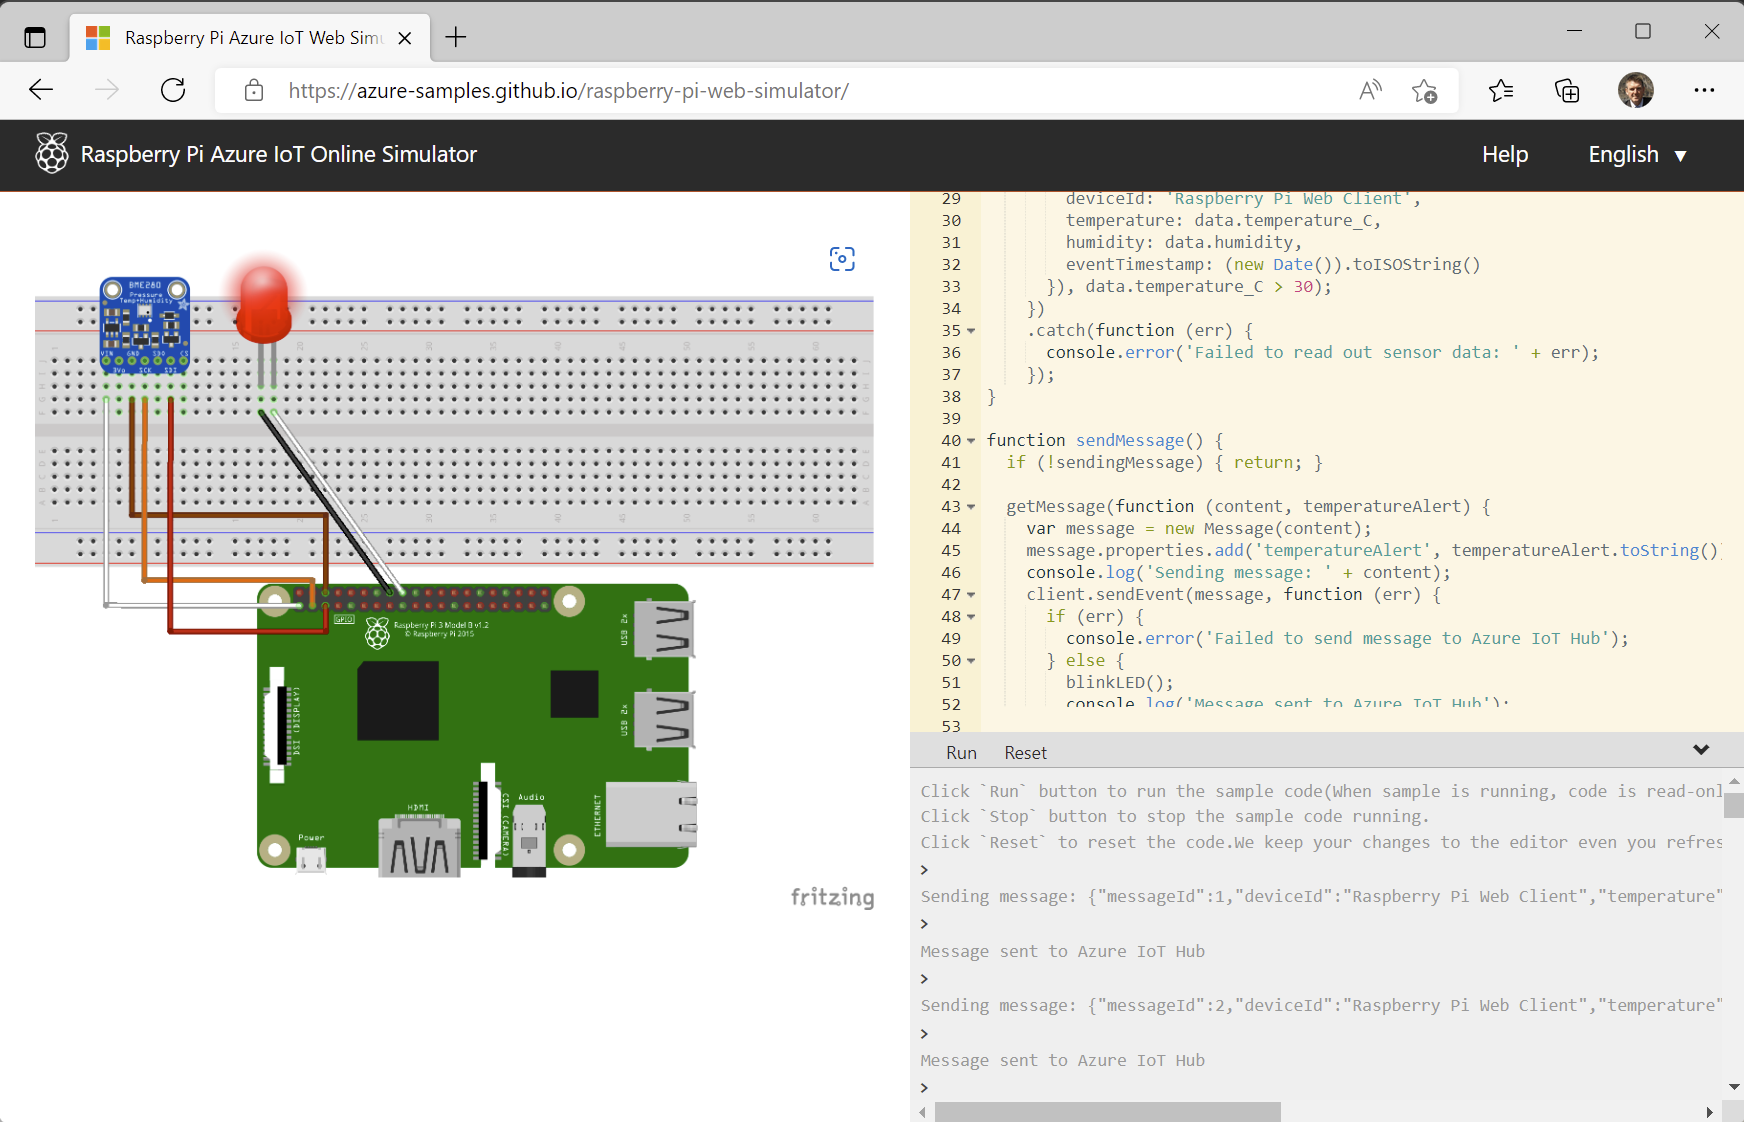 Raspberry Pi Azure IoT Web Simu
https://azure-samples.github.io/raspberry-pi-web-simulator/
Raspberry Pi Azure IoT Online Simulator
Help
English ▼
BME280
Pressure
Temp+Humidity
VIN GND SDO CS
3Vo SCK SDI
GPIO
Raspberry Pi 3 Model B v1.2
© Raspberry Pi 2015
USB 2x
USB 2x
DSI (DISPLAY)
CSI (CAMERA)
Audio
ETHERNET
HDMI
Power
fritzing
29 deviceId: 'Raspberry Pi Web Client',
30 temperature: data.temperature_C,
31 humidity: data.humidity,
32 eventTimestamp: (new Date()).toISOString()
33 }), data.temperature_C > 30);
34 })
35 .catch(function (err) {
36 console.error('Failed to read out sensor data: ' + err);
37 });
38 }
39
40 function sendMessage() {
41 if (!sendingMessage) { return; }
42
43 getMessage(function (content, temperatureAlert) {
44 var message = new Message(content);
45 message.properties.add('temperatureAlert', temperatureAlert.toString())
46 console.log('Sending message: ' + content);
47 client.sendEvent(message, function (err) {
48 if (err) {
49 console.error('Failed to send message to Azure IoT Hub');
50 } else {
51 blinkLED();
52 console.log('Message sent to Azure IoT Hub');
53
Run Reset
Click `Run` button to run the sample code(When sample is running, code is read-onl
Click `Stop` button to stop the sample code running.
Click `Reset` to reset the code.We keep your changes to the editor even you refres
>
Sending message: {"messageId":1,"deviceId":"Raspberry Pi Web Client","temperature"
>
Message sent to Azure IoT Hub
>
Sending message: {"messageId":2,"deviceId":"Raspberry Pi Web Client","temperature"
>
Message sent to Azure IoT Hub
>